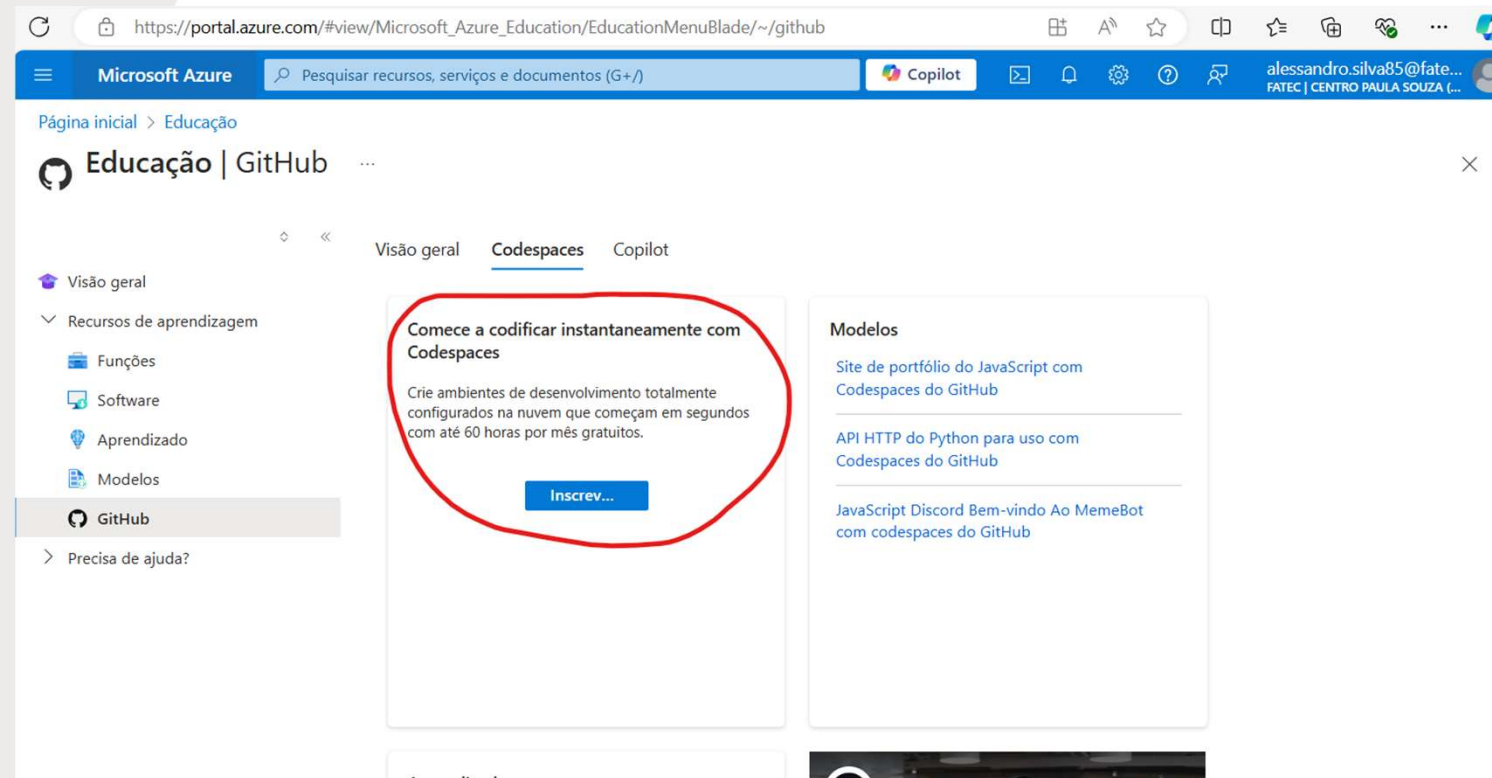 https://portal.azure.com/#view/Microsoft_Azure_Education/EducationMenuBlade/~/github
Microsoft Azure
Pesquisar recursos, serviços e documentos (G+/)
Copilot
alessandro.silva85@fate...
FATEC | CENTRO PAULA SOUZA (...
Página inicial > Educação
Educação | GitHub ...
Visão geral
Recursos de aprendizagem
Funções
Software
Aprendizado
Modelos
GitHub
Precisa de ajuda?
Visão geral Codespaces Copilot
Comece a codificar instantaneamente com
Codespaces
Crie ambientes de desenvolvimento totalmente
configurados na nuvem que começam em segundos
com até 60 horas por mês gratuitos.
Inscrev...
Modelos
Site de portfólio do JavaScript com
Codespaces do GitHub
API HTTP do Python para uso com
Codespaces do GitHub
JavaScript Discord Bem-vindo Ao MemeBot
com codespaces do GitHub